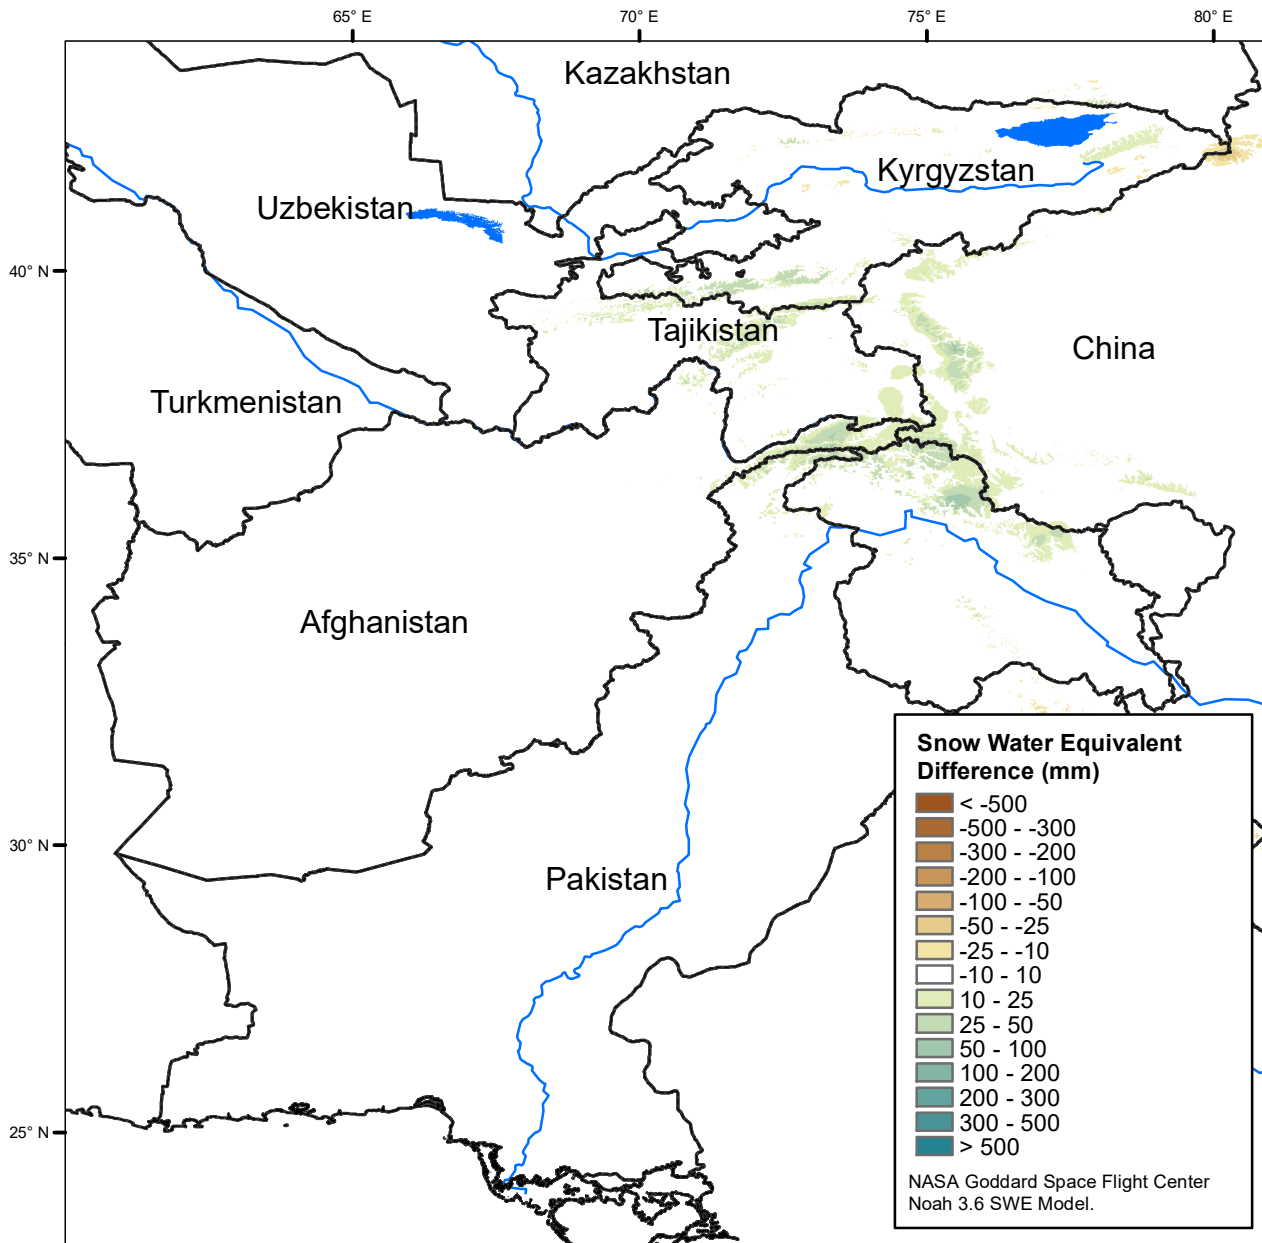 65° E
70° E
75° E
80° E
Kazakhstan
Kyrgyzstan
Uzbekistan
40° N
Tajikistan
China
Turkmenistan
35° N
Afghanistan
30° N
Pakistan
25° N
Snow Water Equivalent
Difference (mm)
< -500
-500 - -300
-300 - -200
-200 - -100
-100 - -50
-50 - -25
-25 - -10
-10 - 10
10 - 25
25 - 50
50 - 100
100 - 200
200 - 300
300 - 500
> 500
NASA Goddard Space Flight Center
Noah 3.6 SWE Model.